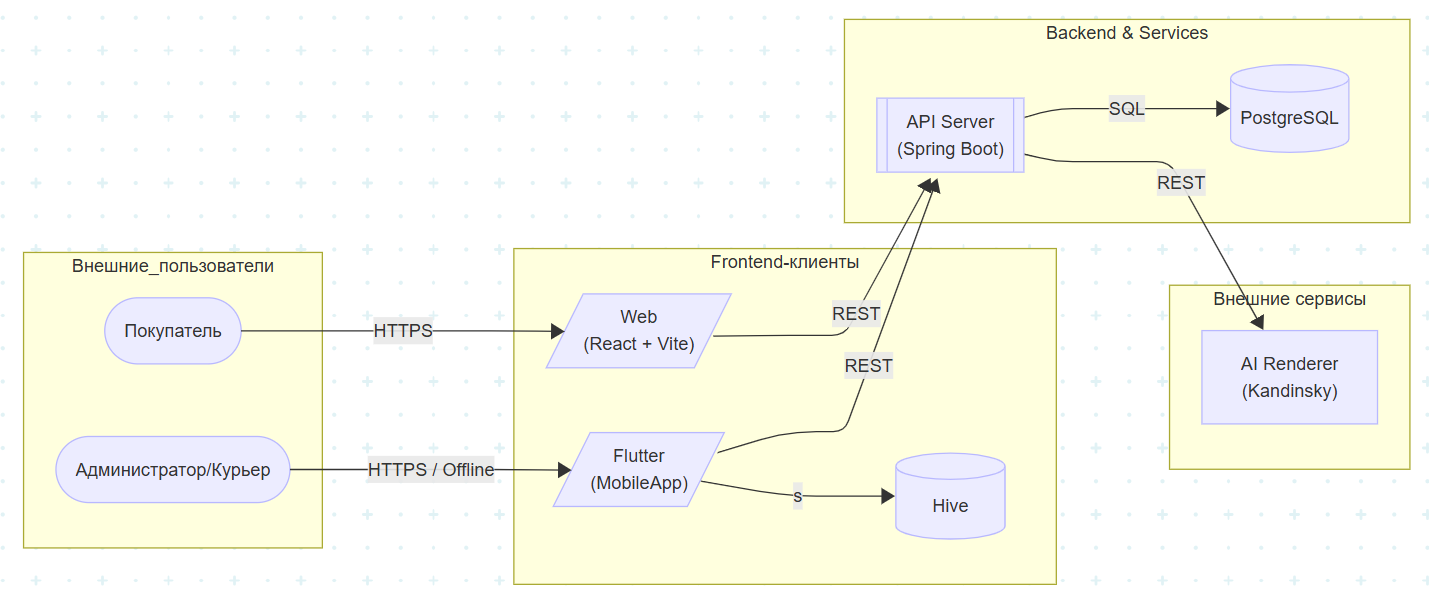 Backend & Services
API Server
(Spring Boot)
SQL
PostgreSQL
REST
Внешние_пользователи
Покупатель
HTTPS
Администратор/Курьер
HTTPS / Offline
Frontend-клиенты
Web
(React + Vite)
REST
REST
Flutter
(MobileApp)
s
Hive
Внешние сервисы
AI Renderer
(Kandinsky)